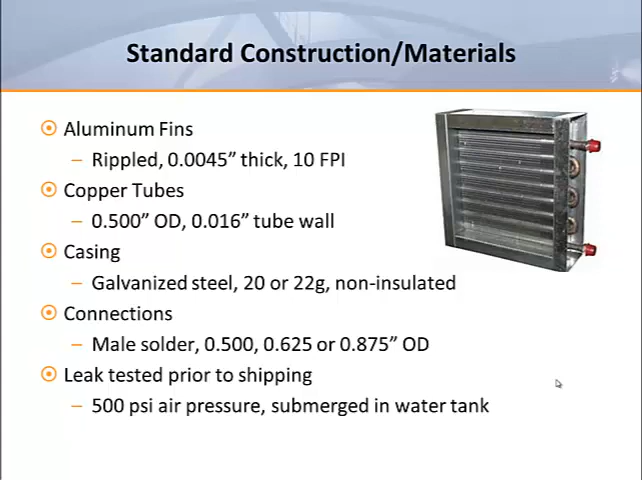 Standard Construction/Materials
Aluminum Fins
– Rippled, 0.0045” thick, 10 FPI
Copper Tubes
– 0.500” OD, 0.016” tube wall
Casing
– Galvanized steel, 20 or 22g, non-insulated
Connections
– Male solder, 0.500, 0.625 or 0.875” OD
Leak tested prior to shipping
– 500 psi air pressure, submerged in water tank